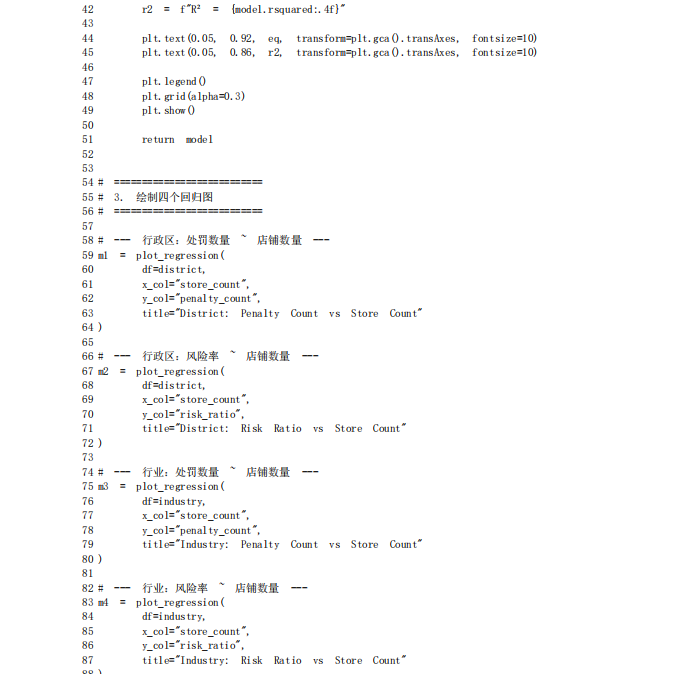 42 r2 = f"R² = {model.rsquared:.4f}"
43
44 plt.text(0.05, 0.92, eq, transform=plt.gca().transAxes, fontsize=10)
45 plt.text(0.05, 0.86, r2, transform=plt.gca().transAxes, fontsize=10)
46
47 plt.legend()
48 plt.grid(alpha=0.3)
49 plt.show()
50
51 return model
52
53
54 # ===========================
55 # 3. 绘制四个回归图
56 # ===========================
57
58 # --- 行政区：处罚数量 ~ 店铺数量 ---
59 m1 = plot_regression(
60 df=district,
61 x_col="store_count",
62 y_col="penalty_count",
63 title="District: Penalty Count vs Store Count"
64 )
65
66 # --- 行政区：风险率 ~ 店铺数量 ---
67 m2 = plot_regression(
68 df=district,
69 x_col="store_count",
70 y_col="risk_ratio",
71 title="District: Risk Ratio vs Store Count"
72 )
73
74 # --- 行业：处罚数量 ~ 店铺数量 ---
75 m3 = plot_regression(
76 df=industry,
77 x_col="store_count",
78 y_col="penalty_count",
79 title="Industry: Penalty Count vs Store Count"
80 )
81
82 # --- 行业：风险率 ~ 店铺数量 ---
83 m4 = plot_regression(
84 df=industry,
85 x_col="store_count",
86 y_col="risk_ratio",
87 title="Industry: Risk Ratio vs Store Count"
88 )